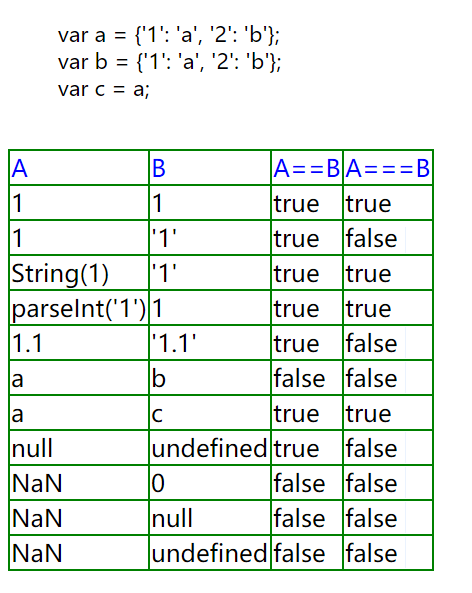 var a = {'1': 'a', '2': 'b'};
var b = {'1': 'a', '2': 'b'};
var c = a;
A B A==B A===B
1 1 true true
1 '1' true false
String(1) '1' true true
parseInt('1') 1 true true
1.1 '1.1' true false
a b false false
a c true true
null undefined true false
NaN 0 false false
NaN null false false
NaN undefined false false